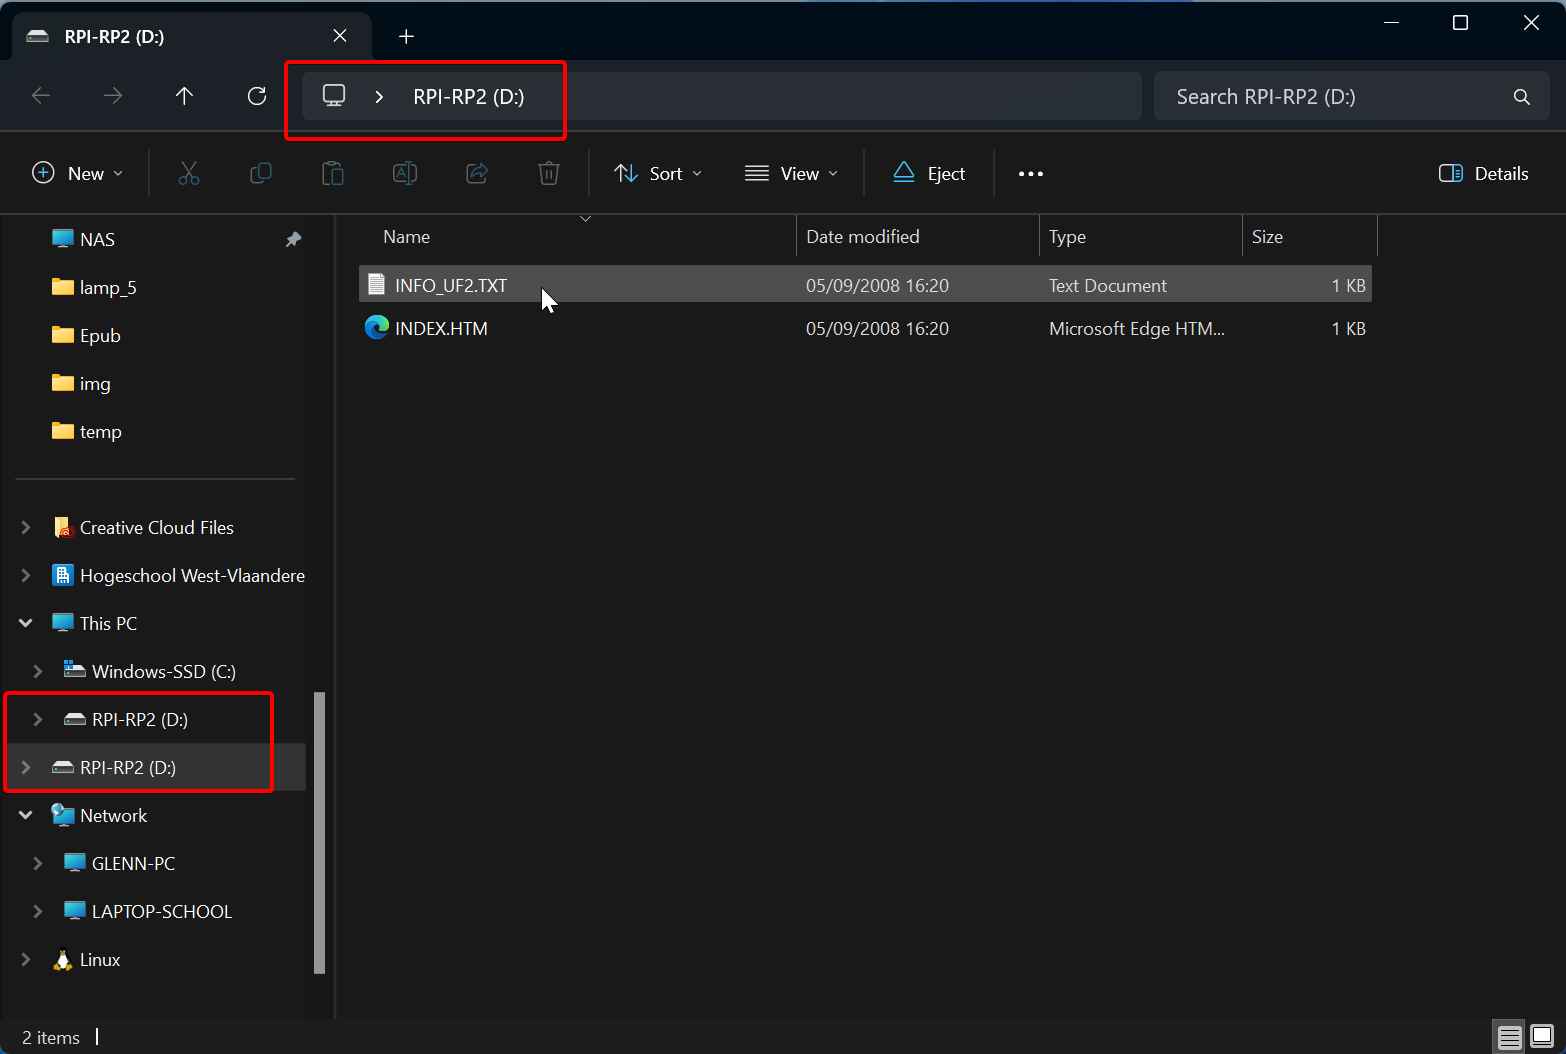 RPI-RP2 (D:)
RPI-RP2 (D:)
Search RPI-RP2 (D:)
New
Sort
View
Eject
Details
NAS
lamp_5
Epub
img
temp
Creative Cloud Files
Hogeschool West-Vlaandere
This PC
Windows-SSD (C:)
RPI-RP2 (D:)
RPI-RP2 (D:)
Network
GLENN-PC
LAPTOP-SCHOOL
Linux
Name Date modified Type Size
INFO_UF2.TXT 05/09/2008 16:20 Text Document 1 KB
INDEX.HTM 05/09/2008 16:20 Microsoft Edge HTM... 1 KB
2 items